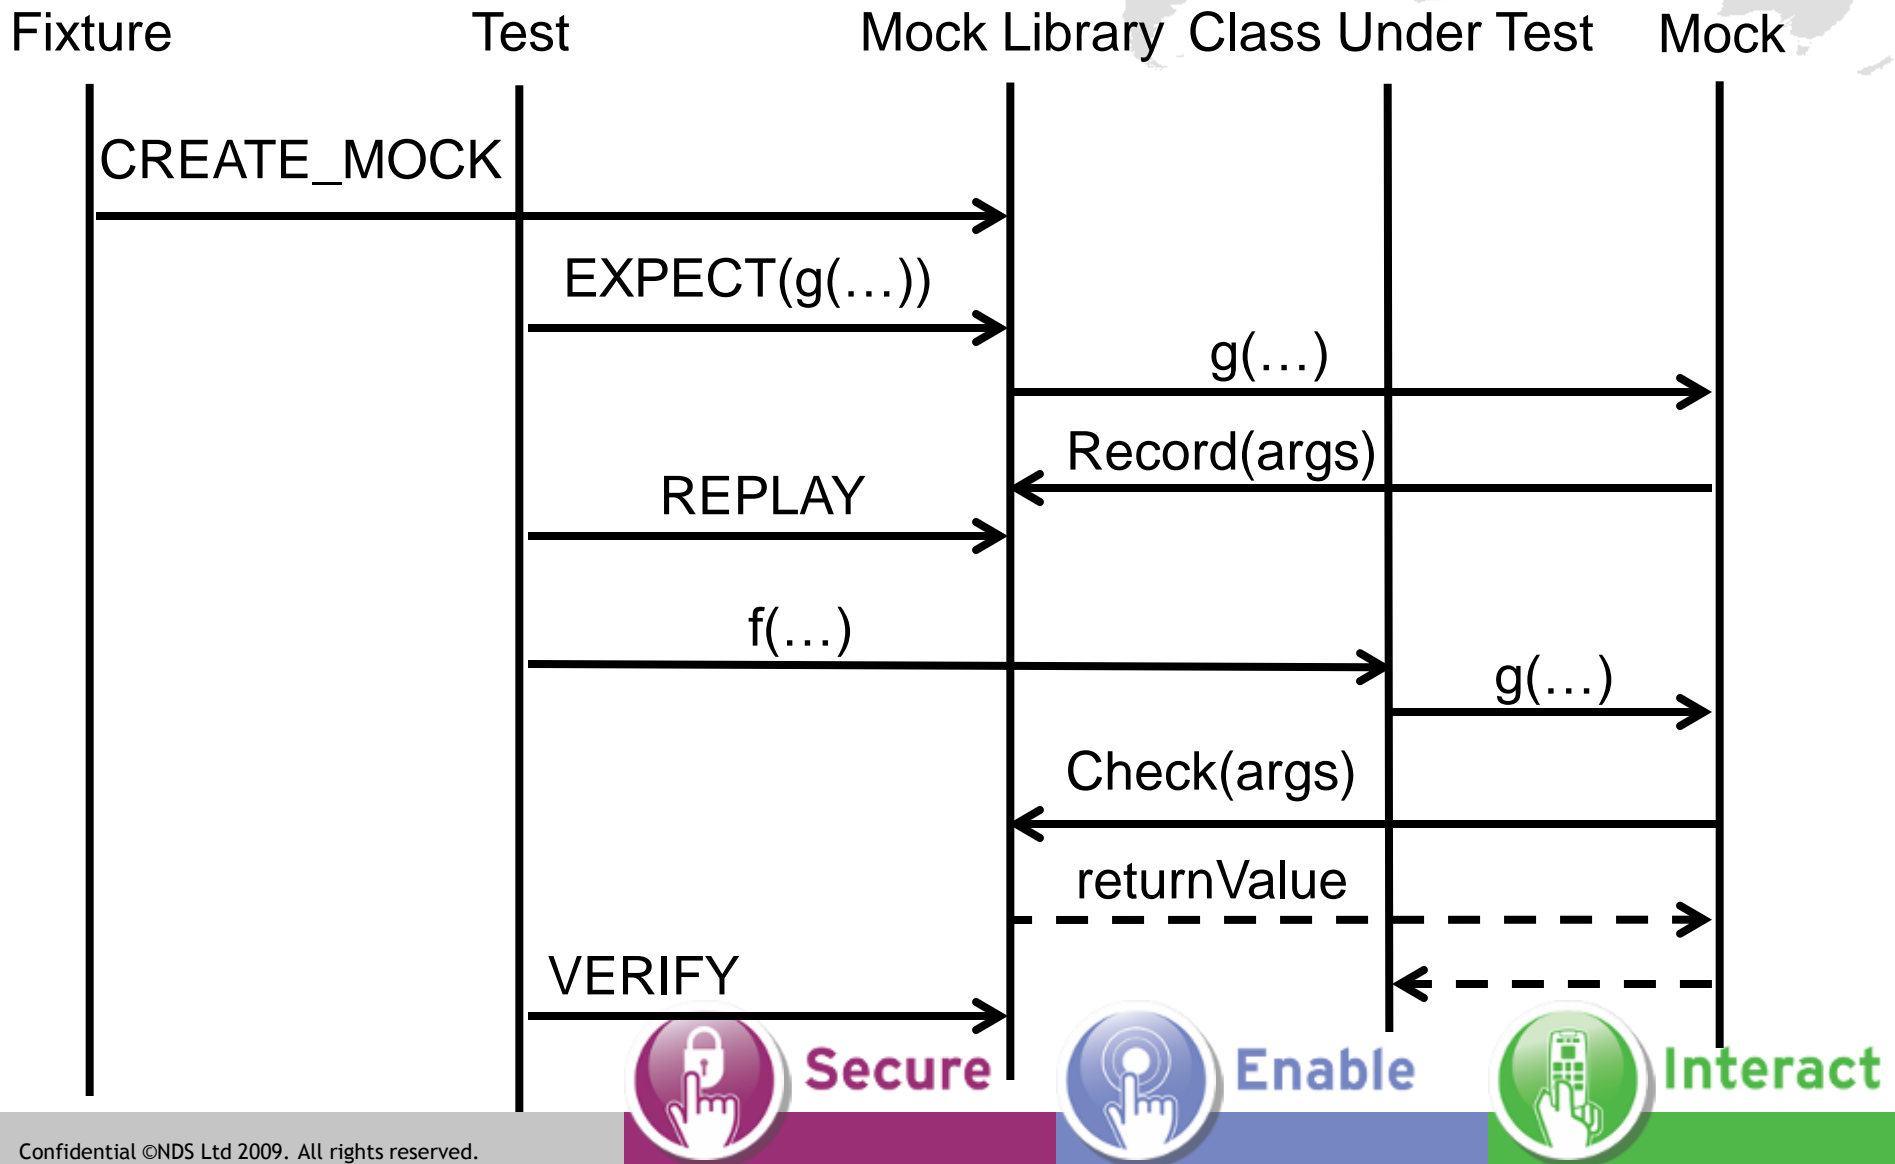 Fixture Test Mock Library Class Under Test Mock
CREATE_MOCK
EXPECT(g(…))
g(…)
Record(args)
REPLAY
f(…)
g(…)
Check(args)
returnValue
VERIFY
Secure Enable Interact
Confidential ©NDS Ltd 2009. All rights reserved.